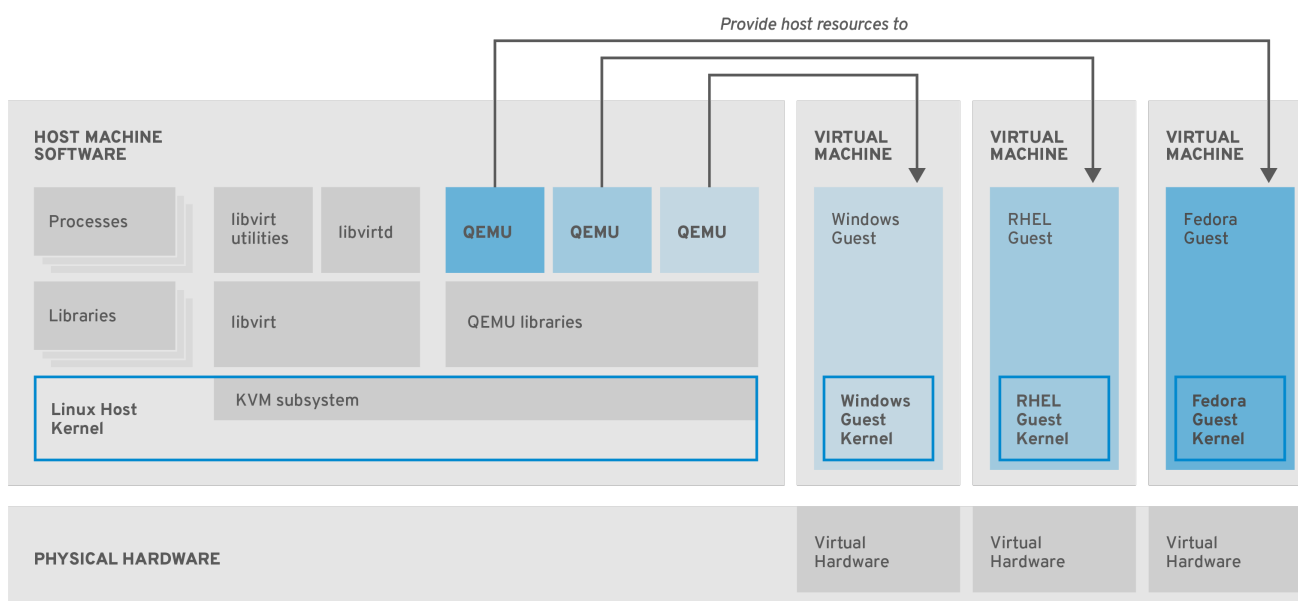 Provide host resources to
HOST MACHINE
SOFTWARE
Processes
libvirt
utilities
libvirtd
QEMU
QEMU
QEMU
Libraries
libvirt
QEMU libraries
Linux Host
Kernel
KVM subsystem
VIRTUAL
MACHINE
Windows
Guest
Windows
Guest
Kernel
VIRTUAL
MACHINE
RHEL
Guest
RHEL
Guest
Kernel
VIRTUAL
MACHINE
Fedora
Guest
Fedora
Guest
Kernel
PHYSICAL HARDWARE
Virtual
Hardware
Virtual
Hardware
Virtual
Hardware